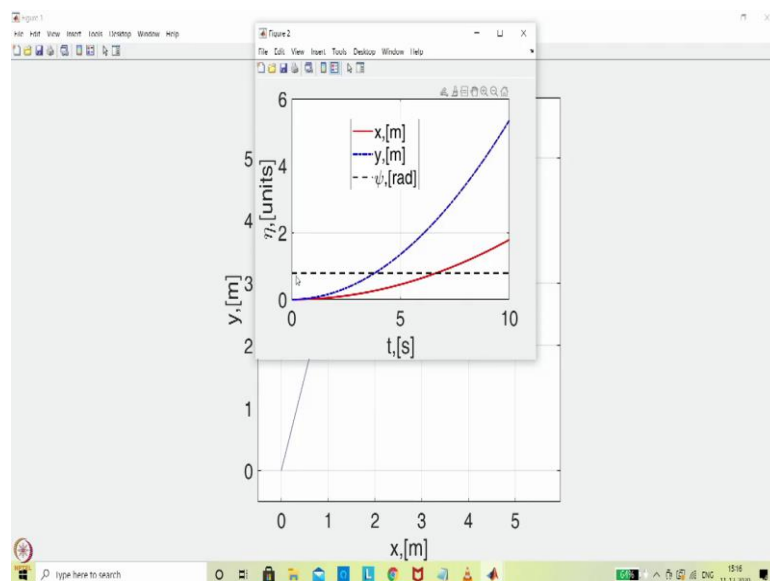 Figure 1
File Edit View Insert Tools Desktop Window Help
Figure 2
File Edit View Insert Tools Desktop Window Help
6
4
2
0
η,[units]
x,[m]
y,[m]
ψ,[rad]
0 5 10
t,[s]
5
4
3
2
1
0
y,[m]
0 1 2 3 4 5
x,[m]
NPTEL
Type here to search
64%
ENG
15:16